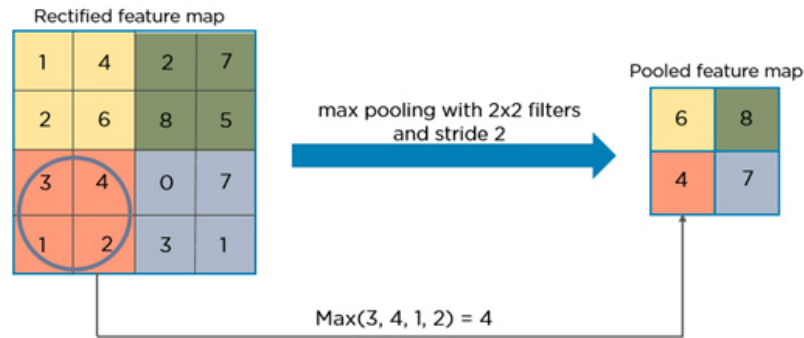 Rectified feature map
1 4 2 7
2 6 8 5
3 4 0 7
1 2 3 1
max pooling with 2x2 filters
and stride 2
Pooled feature map
6 8
4 7
Max(3, 4, 1, 2) = 4